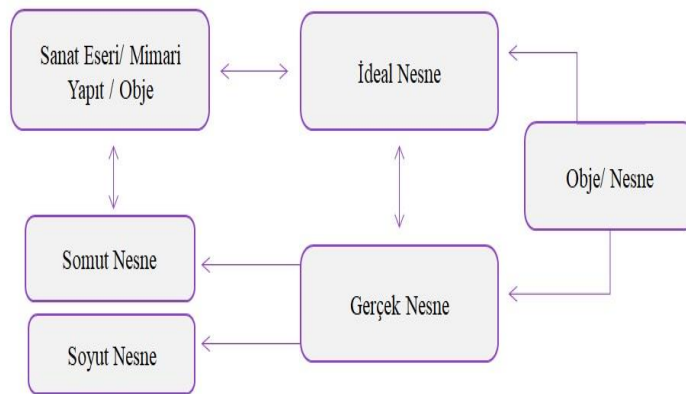 Sanat Eseri/ Mimari
Yapıt / Obje
İdeal Nesne
Obje/ Nesne
Somut Nesne
Gerçek Nesne
Soyut Nesne